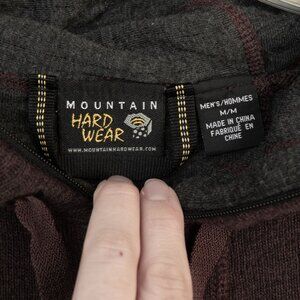 MOUNTAIN
HARD
WEAR
WWW.MOUNTAINHARDWEAR.COM
MEN'S/HOMMES
M/M
MADE IN CHINA
FABRIQUÉ EN
CHINE